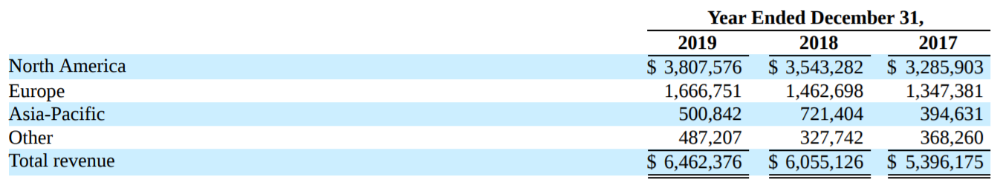 Year Ended December 31,
2019 2018 2017
North America $ 3,807,576 $ 3,543,282 $ 3,285,903
Europe 1,666,751 1,462,698 1,347,381
Asia-Pacific 500,842 721,404 394,631
Other 487,207 327,742 368,260
Total revenue $ 6,462,376 $ 6,055,126 $ 5,396,175